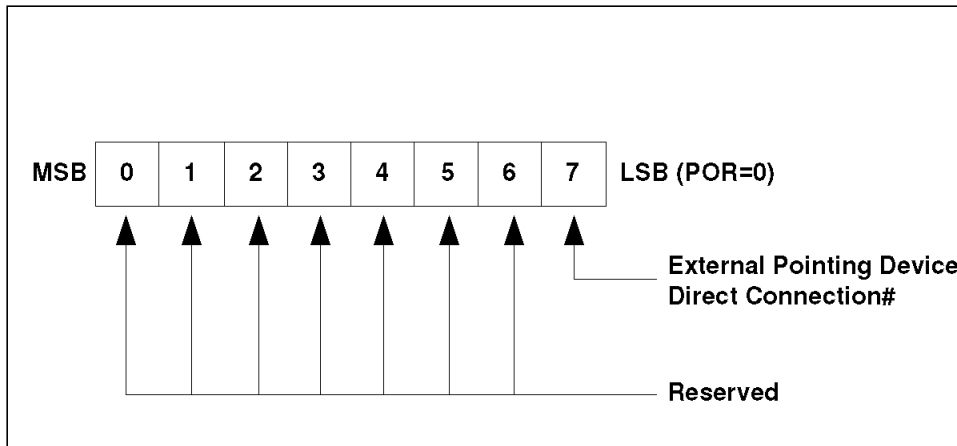 MSB 0 1 2 3 4 5 6 7 LSB (POR=0)
External Pointing Device
Direct Connection#
Reserved